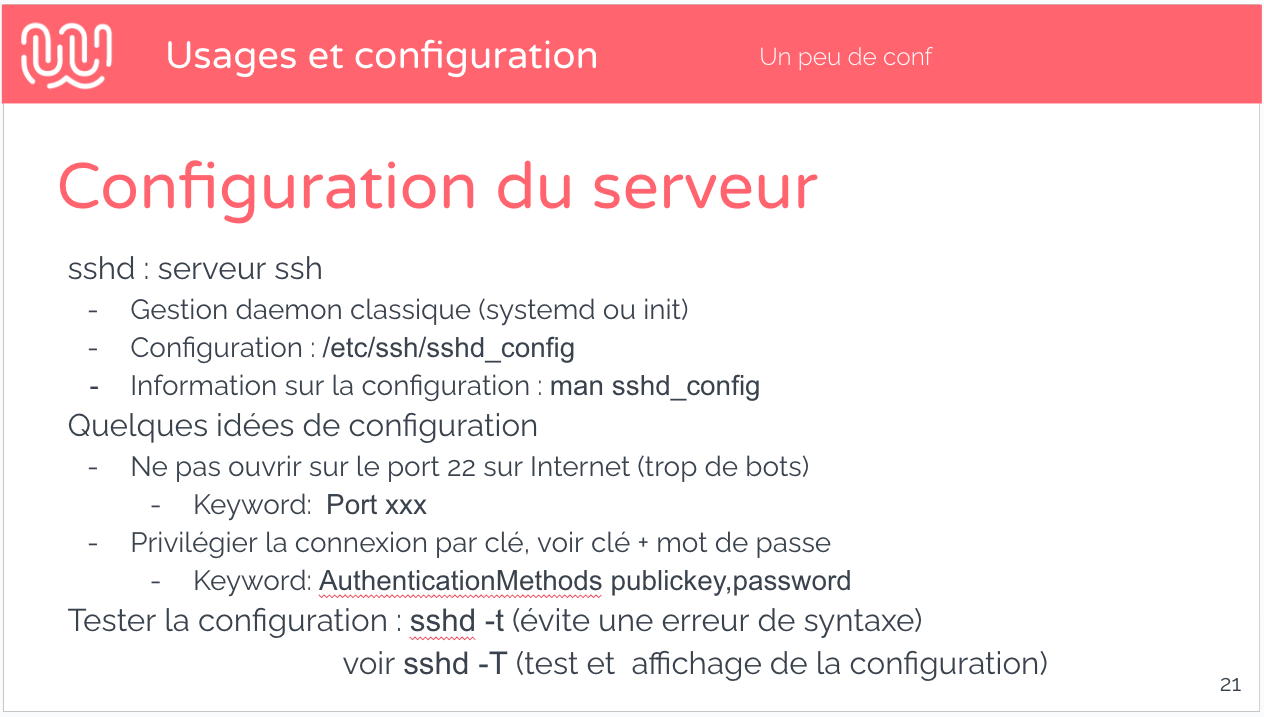 Usages et configuration
Un peu de conf
Configuration du serveur
sshd : serveur ssh
- Gestion daemon classique (systemd ou init)
- Configuration : /etc/ssh/sshd_config
- Information sur la configuration : man sshd_config
Quelques idées de configuration
- Ne pas ouvrir sur le port 22 sur Internet (trop de bots)
- Keyword: Port xxx
- Privilégier la connexion par clé, voir clé + mot de passe
- Keyword: AuthenticationMethods publickey,password
Tester la configuration : sshd -t (évite une erreur de syntaxe)
voir sshd -T (test et affichage de la configuration)
21